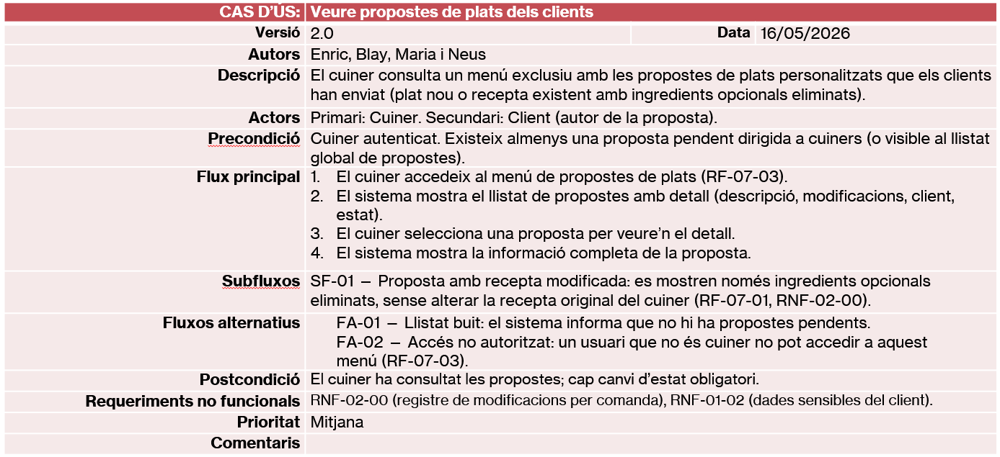 CAS D'ÚS: Veure propostes de plats dels clients
Versió 2.0 Data 16/05/2026
Autors Enric, Blay, Maria i Neus
Descripció El cuiner consulta un menú exclusiu amb les propostes de plats personalitzats que els clients
han enviat (plat nou o recepta existent amb ingredients opcionals eliminats).
Actors Primari: Cuiner. Secundari: Client (autor de la proposta).
Precondició Cuiner autenticat. Existeix almenys una proposta pendent dirigida a cuiners (o visible al llistat
global de propostes).
Flux principal 1. El cuiner accedeix al menú de propostes de plats (RF-07-03).
2. El sistema mostra el llistat de propostes amb detall (descripció, modificacions, client,
estat).
3. El cuiner selecciona una proposta per veure'n el detall.
4. El sistema mostra la informació completa de la proposta.
Subfluxos SF-01 – Proposta amb recepta modificada: es mostren només ingredients opcionals
eliminats, sense alterar la recepta original del cuiner (RF-07-01, RNF-02-00).
Fluxos alternatius FA-01 – Llistat buit: el sistema informa que no hi ha propostes pendents.
FA-02 – Accés no autoritzat: un usuari que no és cuiner no pot accedir a aquest
menú (RF-07-03).
Postcondició El cuiner ha consultat les propostes; cap canvi d'estat obligatori.
Requeriments no funcionals RNF-02-00 (registre de modificacions per comanda), RNF-01-02 (dades sensibles del client).
Prioritat Mitjana
Comentaris